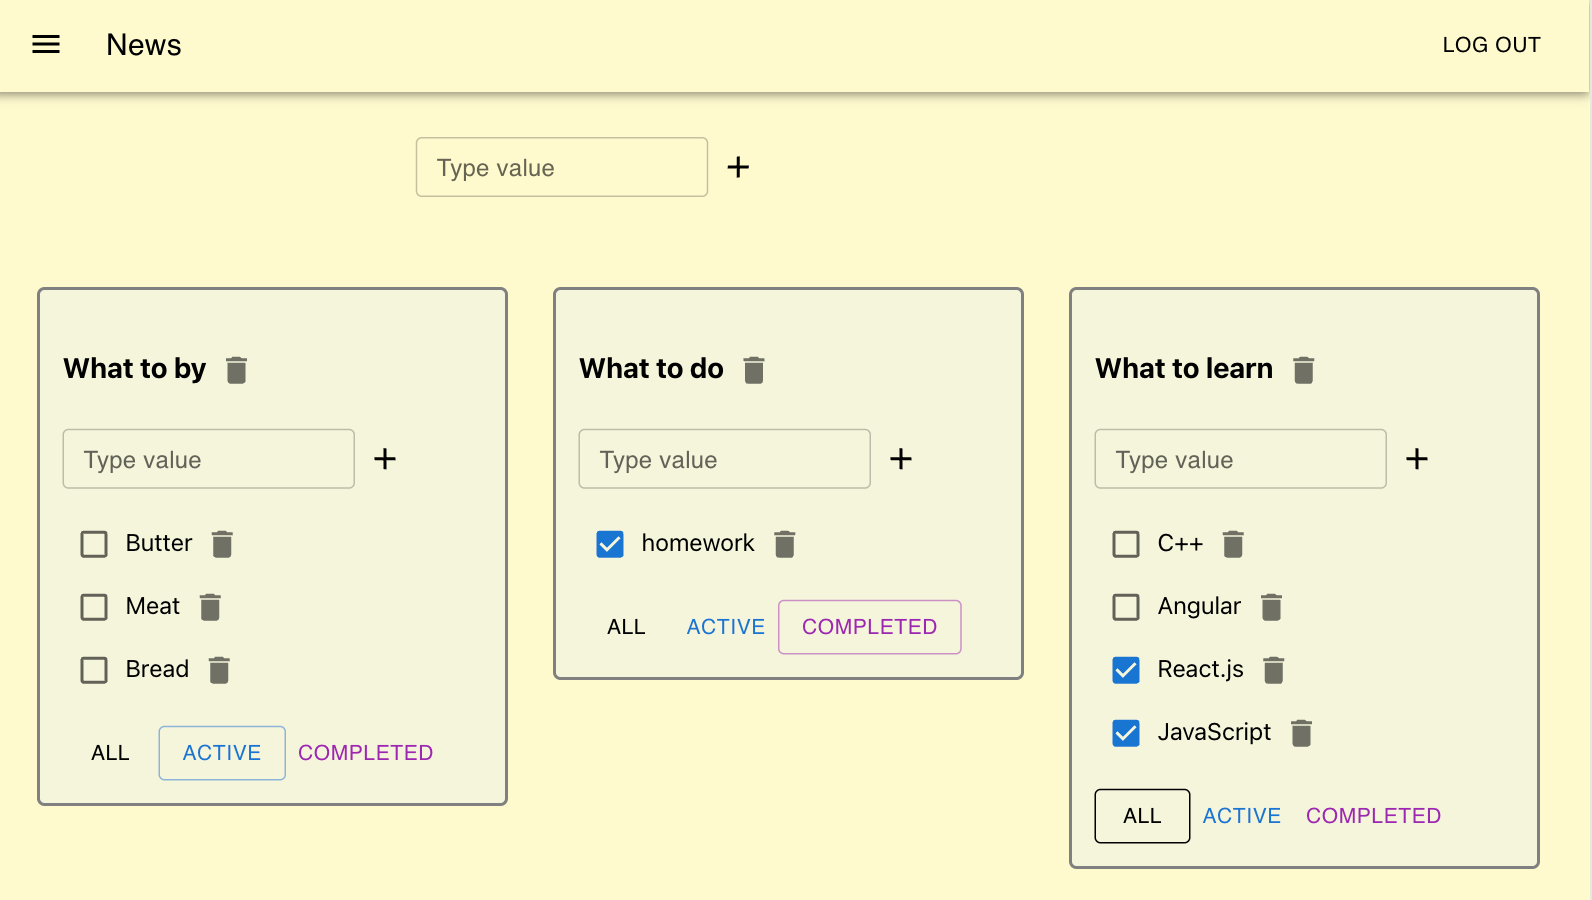 News
LOG OUT
Type value
What to by
Type value
Butter
Meat
Bread
ALL ACTIVE COMPLETED
What to do
Type value
homework
ALL ACTIVE COMPLETED
What to learn
Type value
C++
Angular
React.js
JavaScript
ALL ACTIVE COMPLETED